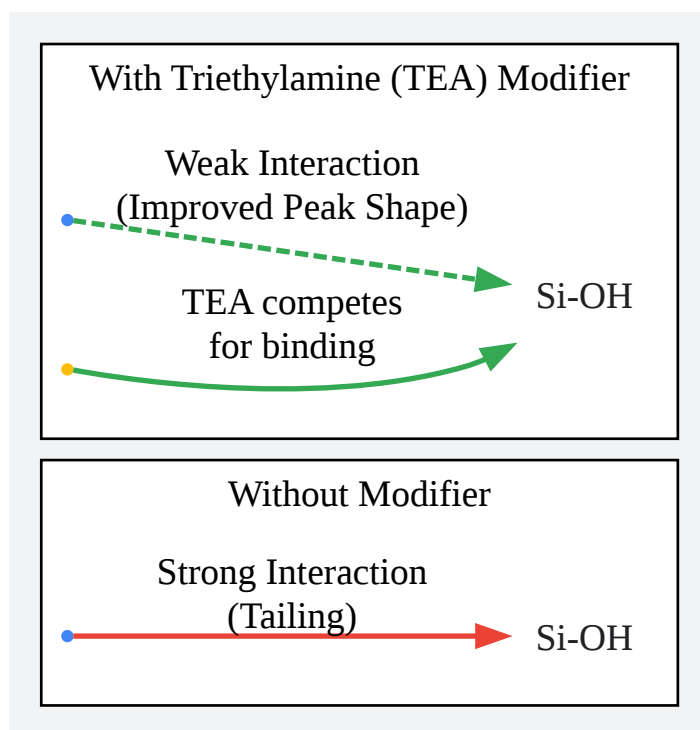 With Triethylamine (TEA) Modifier
Weak Interaction
(Improved Peak Shape)
Si-OH
TEA competes
for binding
Without Modifier
Strong Interaction
(Tailing)
Si-OH